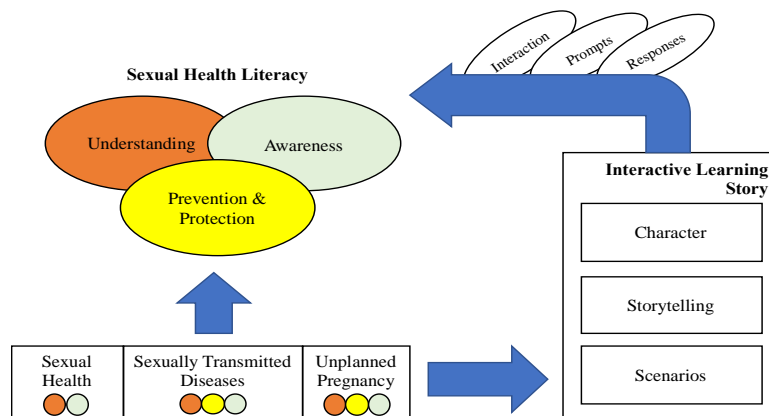 Interaction
Prompts
Responses
Sexual Health Literacy
Understanding
Awareness
Prevention &
Protection
Interactive Learning
Story
Character
Storytelling
Scenarios
Sexual
Health
Sexually Transmitted
Diseases
Unplanned
Pregnancy